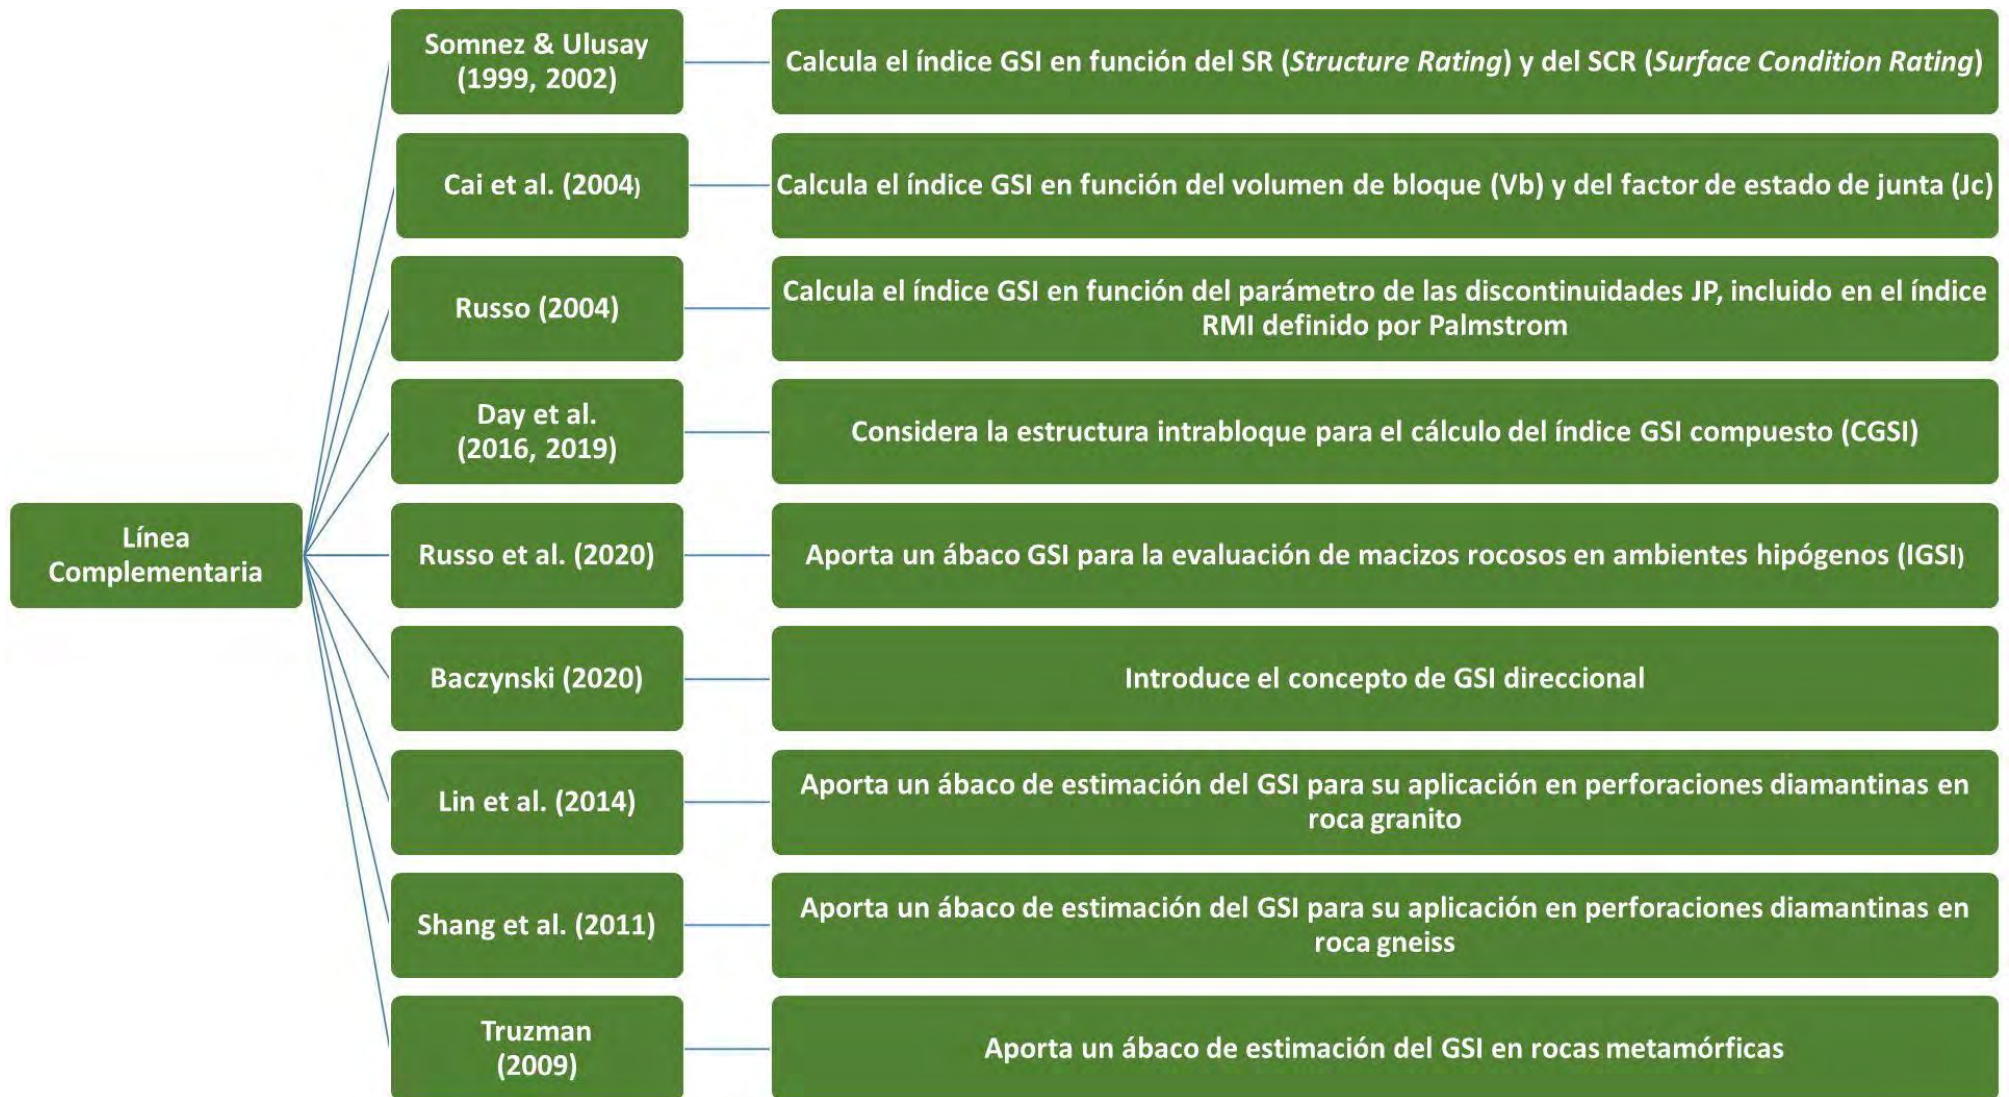 Línea
Complementaria
Somnez & Ulusay
(1999, 2002)
Calcula el índice GSI en función del SR (Structure Rating) y del SCR (Surface Condition Rating)
Cai et al. (2004)
Calcula el índice GSI en función del volumen de bloque (Vb) y del factor de estado de junta (Jc)
Russo (2004)
Calcula el índice GSI en función del parámetro de las discontinuidades JP, incluido en el índice
RMI definido por Palmstrom
Day et al.
(2016, 2019)
Considera la estructura intrabloque para el cálculo del índice GSI compuesto (CGSI)
Russo et al. (2020)
Aporta un ábaco GSI para la evaluación de macizos rocosos en ambientes hipógenos (IGSI)
Baczynski (2020)
Introduce el concepto de GSI direccional
Lin et al. (2014)
Aporta un ábaco de estimación del GSI para su aplicación en perforaciones diamantinas en
roca granito
Shang et al. (2011)
Aporta un ábaco de estimación del GSI para su aplicación en perforaciones diamantinas en
roca gneiss
Truzman
(2009)
Aporta un ábaco de estimación del GSI en rocas metamórficas